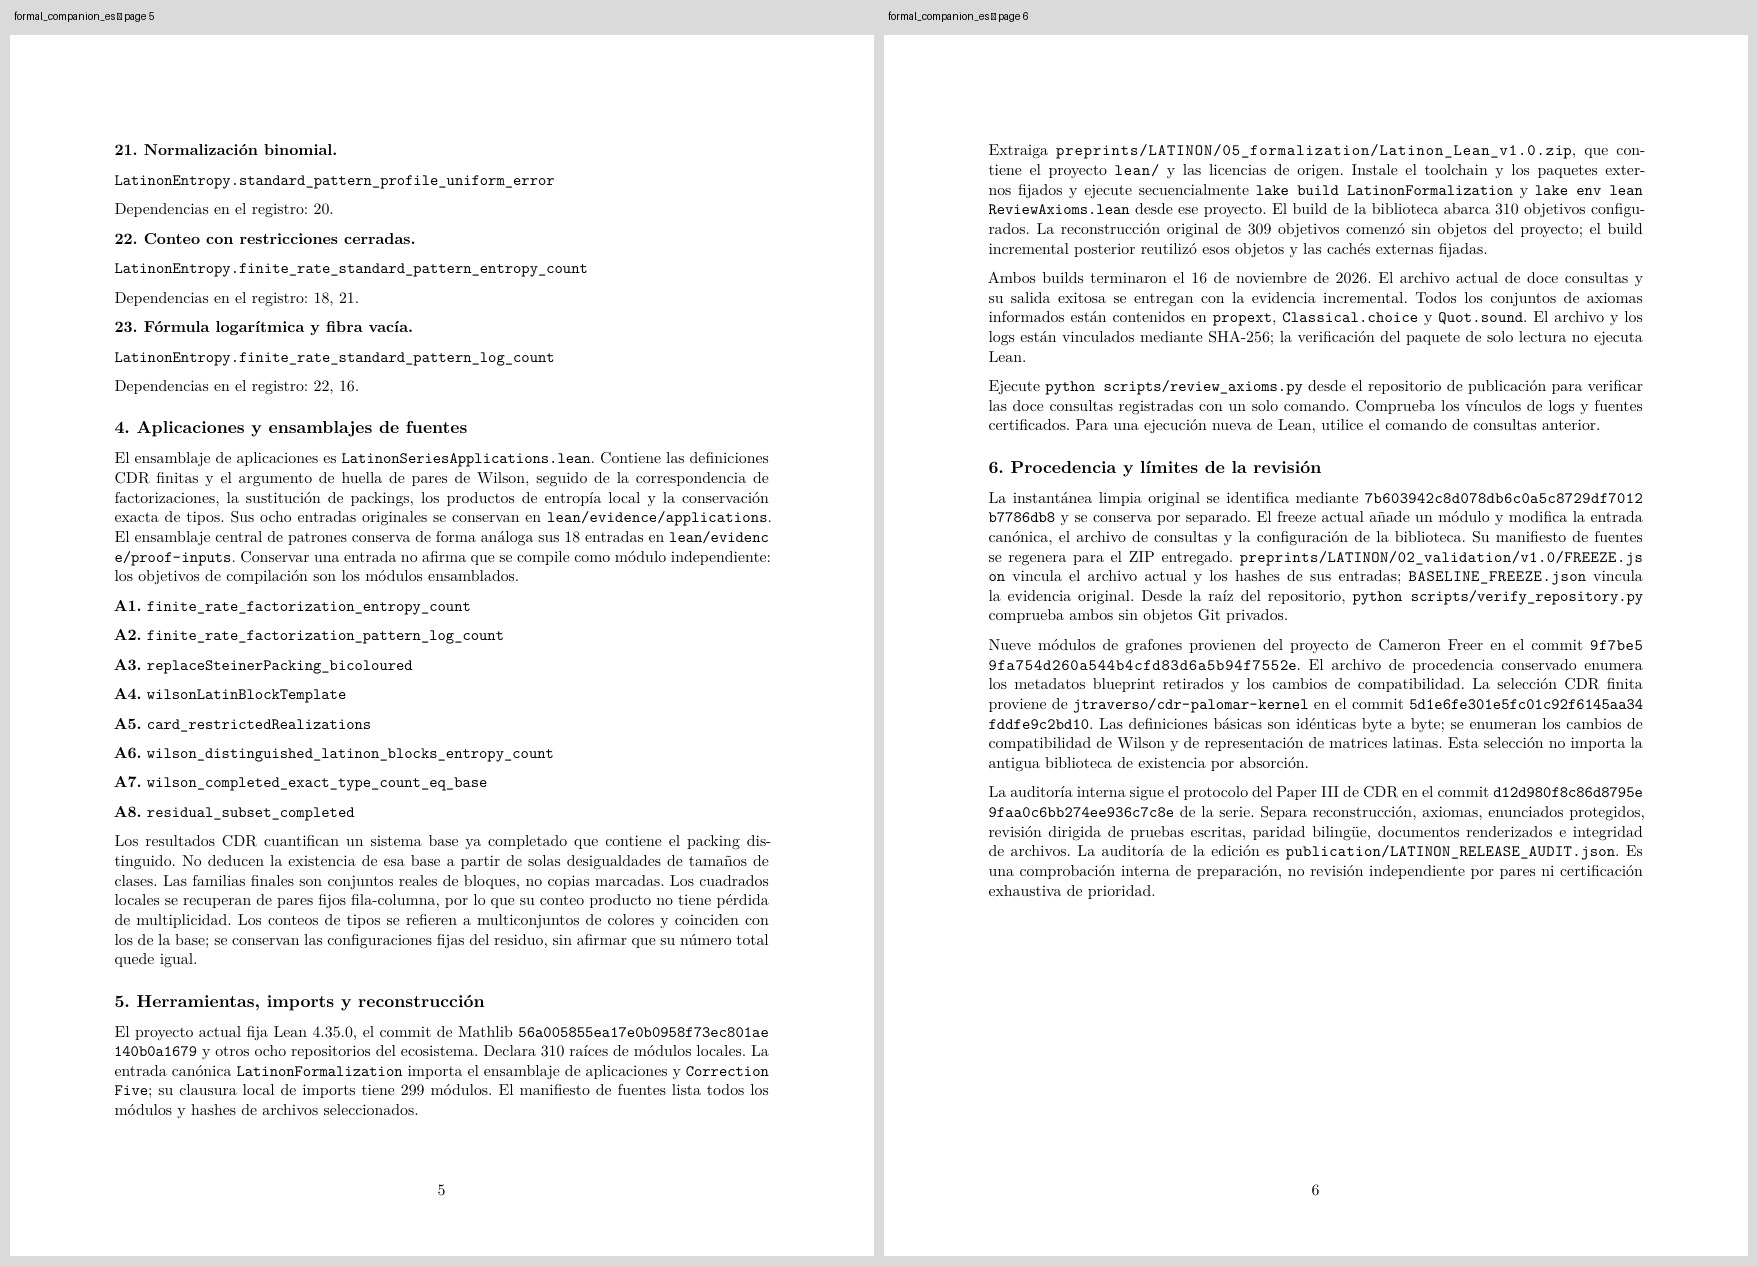 formal_companion_es page 5
21. Normalización binomial.
LatinonEntropy.standard_pattern_profile_uniform_error
Dependencias en el registro: 20.
22. Conteo con restricciones cerradas.
LatinonEntropy.finite_rate_standard_pattern_entropy_count
Dependencias en el registro: 18, 21.
23. Fórmula logarítmica y fibra vacía.
LatinonEntropy.finite_rate_standard_pattern_log_count
Dependencias en el registro: 22, 16.
4. Aplicaciones y ensamblajes de fuentes
El ensamblaje de aplicaciones es LatinonSeriesApplications.lean. Contiene las definiciones
CDR finitas y el argumento de huella de pares de Wilson, seguido de la correspondencia de
factorizaciones, la sustitución de packings, los productos de entropía local y la conservación
exacta de tipos. Sus ocho entradas originales se conservan en lean/evidence/applications.
El ensamblaje central de patrones conserva de forma análoga sus 18 entradas en lean/evidenc
e/proof-inputs. Conservar una entrada no afirma que se compile como módulo independiente:
los objetivos de compilación son los módulos ensamblados.
A1. finite_rate_factorization_entropy_count
A2. finite_rate_factorization_pattern_log_count
A3. replaceSteinerPacking_bicoloured
A4. wilsonLatinBlockTemplate
A5. card_restrictedRealizations
A6. wilson_distinguished_latinon_blocks_entropy_count
A7. wilson_completed_exact_type_count_eq_base
A8. residual_subset_completed
Los resultados CDR cuantifican un sistema base ya completado que contiene el packing dis-
tinguido. No deducen la existencia de esa base a partir de solas desigualdades de tamaños de
clases. Las familias finales son conjuntos reales de bloques, no copias marcadas. Los cuadrados
locales se recuperan de pares fijos fila-columna, por lo que su conteo producto no tiene pérdida
de multiplicidad. Los conteos de tipos se refieren a multiconjuntos de colores y coinciden con
los de la base; se conservan las configuraciones fijas del residuo, sin afirmar que su número total
quede igual.
5. Herramientas, imports y reconstrucción
El proyecto actual fija Lean 4.35.0, el commit de Mathlib 56a005855ea17e0b0958f73ec801ae
140b0a1679 y otros ocho repositorios del ecosistema. Declara 310 raíces de módulos locales. La
entrada canónica LatinonFormalization importa el ensamblaje de aplicaciones y Correction
Five; su clausura local de imports tiene 299 módulos. El manifiesto de fuentes lista todos los
módulos y hashes de archivos seleccionados.
5
formal_companion_es page 6
Extraiga preprints/LATINON/05_formalization/Latinon_Lean_v1.0.zip, que con-
tiene el proyecto lean/ y las licencias de origen. Instale el toolchain y los paquetes exter-
nos fijados y ejecute secuencialmente lake build LatinonFormalization y lake env lean
ReviewAxioms.lean desde ese proyecto. El build de la biblioteca abarca 310 objetivos configu-
rados. La reconstrucción original de 309 objetivos comenzó sin objetos del proyecto; el build
incremental posterior reutilizó esos objetos y las cachés externas fijadas.
Ambos builds terminaron el 16 de noviembre de 2026. El archivo actual de doce consultas y
su salida exitosa se entregan con la evidencia incremental. Todos los conjuntos de axiomas
informados están contenidos en propext, Classical.choice y Quot.sound. El archivo y los
logs están vinculados mediante SHA-256; la verificación del paquete de solo lectura no ejecuta
Lean.
Ejecute python scripts/review_axioms.py desde el repositorio de publicación para verificar
las doce consultas registradas con un solo comando. Comprueba los vínculos de logs y fuentes
certificados. Para una ejecución nueva de Lean, utilice el comando de consultas anterior.
6. Procedencia y límites de la revisión
La instantánea limpia original se identifica mediante 7b603942c8d078db6c0a5c8729df7012
b7786db8 y se conserva por separado. El freeze actual añade un módulo y modifica la entrada
canónica, el archivo de consultas y la configuración de la biblioteca. Su manifiesto de fuentes
se regenera para el ZIP entregado. preprints/LATINON/02_validation/v1.0/FREEZE.js
on vincula el archivo actual y los hashes de sus entradas; BASELINE_FREEZE.json vincula
la evidencia original. Desde la raíz del repositorio, python scripts/verify_repository.py
comprueba ambos sin objetos Git privados.
Nueve módulos de grafones provienen del proyecto de Cameron Freer en el commit 9f7be5
9fa754d260a544b4cfd83d6a5b94f7552e. El archivo de procedencia conservado enumera
los metadatos blueprint retirados y los cambios de compatibilidad. La selección CDR finita
proviene de jtraverso/cdr-palomar-kernel en el commit 5d1e6fe301e5fc01c92f6145aa34
fddfe9c2bd10. Las definiciones básicas son idénticas byte a byte; se enumeran los cambios de
compatibilidad de Wilson y de representación de matrices latinas. Esta selección no importa la
antigua biblioteca de existencia por absorción.
La auditoría interna sigue el protocolo del Paper III de CDR en el commit d12d980f8c86d8795e
9faa0c6bb274ee936c7c8e de la serie. Separa reconstrucción, axiomas, enunciados protegidos,
revisión dirigida de pruebas escritas, paridad bilingüe, documentos renderizados e integridad
de archivos. La auditoría de la edición es publication/LATINON_RELEASE_AUDIT.json. Es
una comprobación interna de preparación, no revisión independiente por pares ni certificación
exhaustiva de prioridad.
6